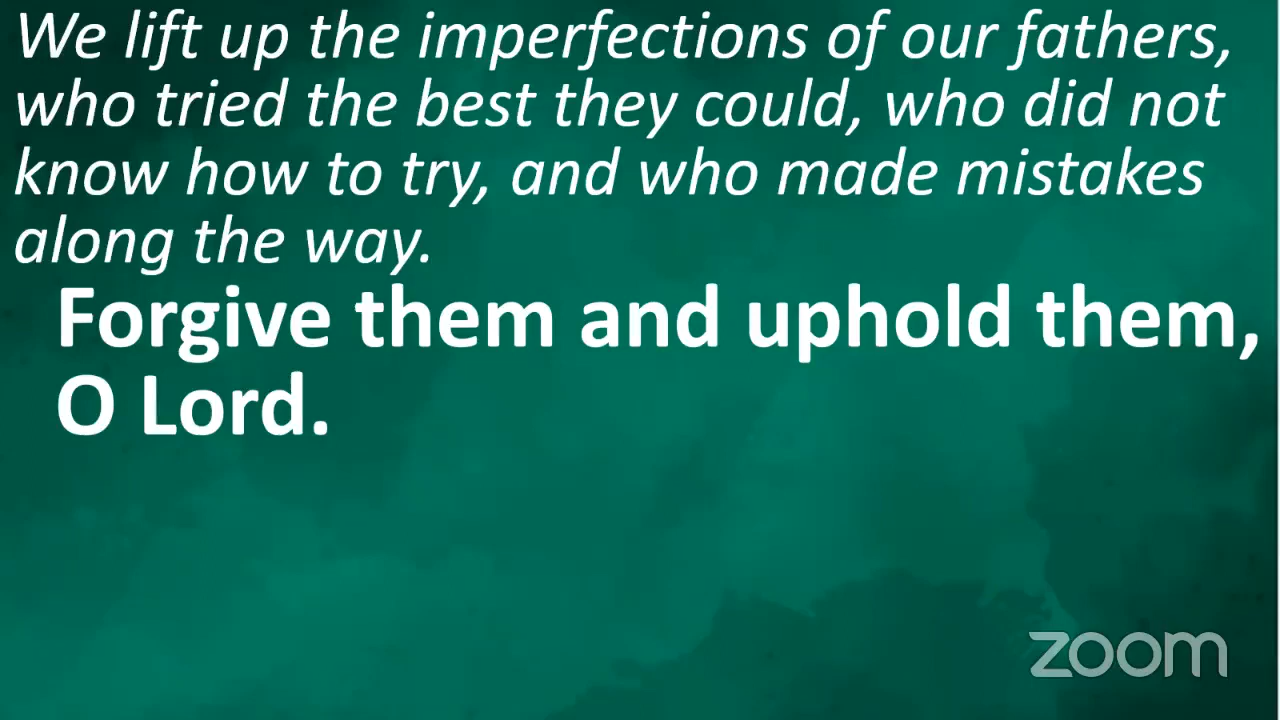 We lift up the imperfections of our fathers,
who tried the best they could, who did not
know how to try, and who made mistakes
along the way.
Forgive them and uphold them,
O Lord.
zoom